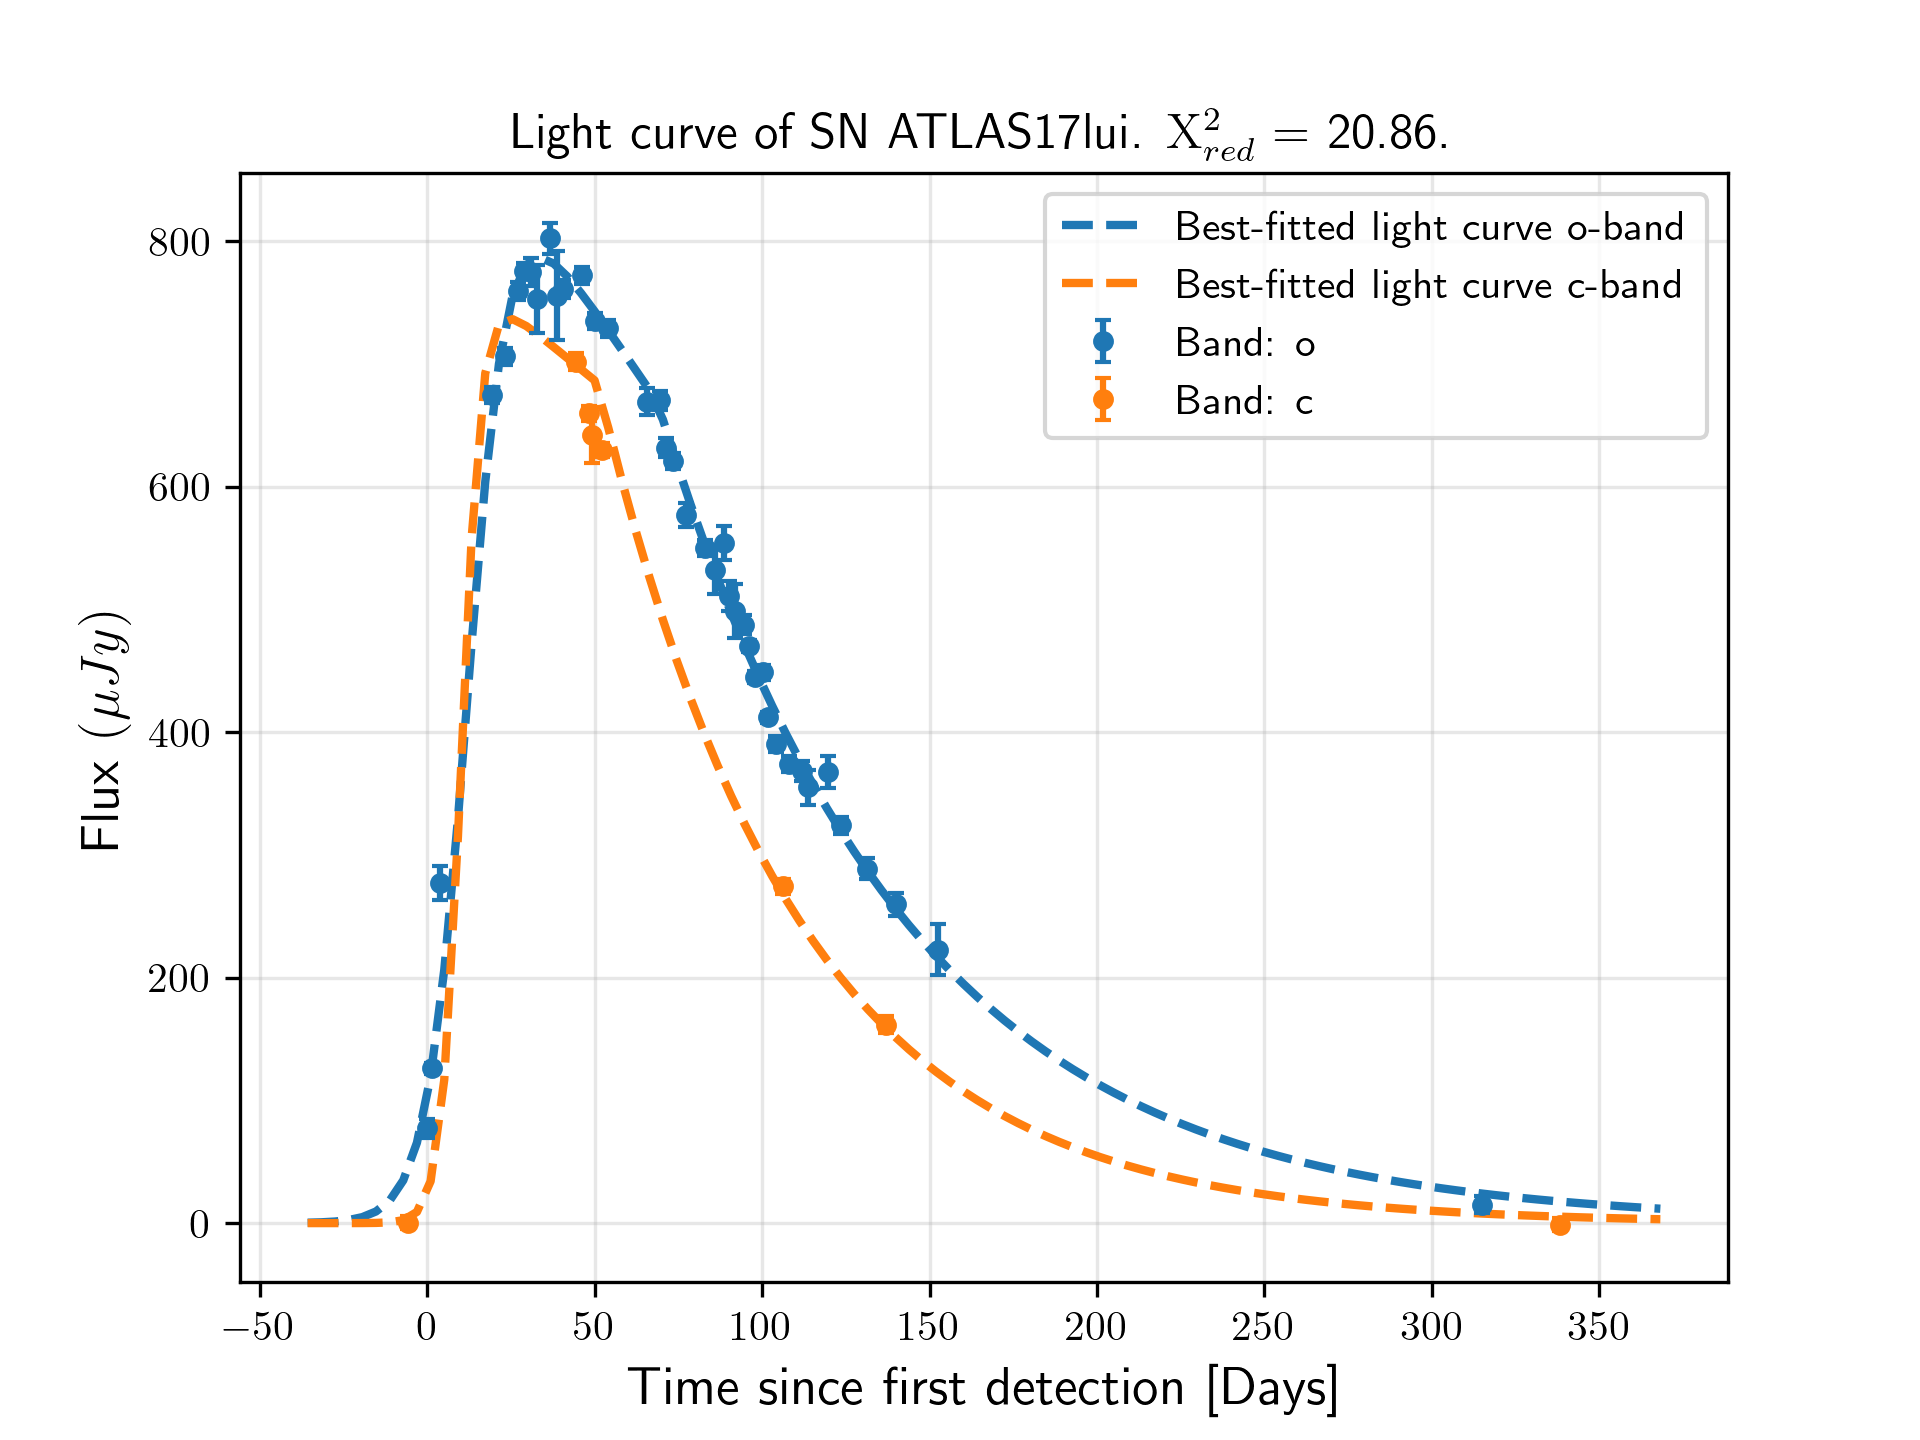 Light curve of SN ATLAS17lui. X²_red = 20.86.
Best-fitted light curve o-band
Best-fitted light curve c-band
Band: o
Band: c
Flux (μJy)
800
600
400
200
0
−50 0 50 100 150 200 250 300 350
Time since first detection [Days]